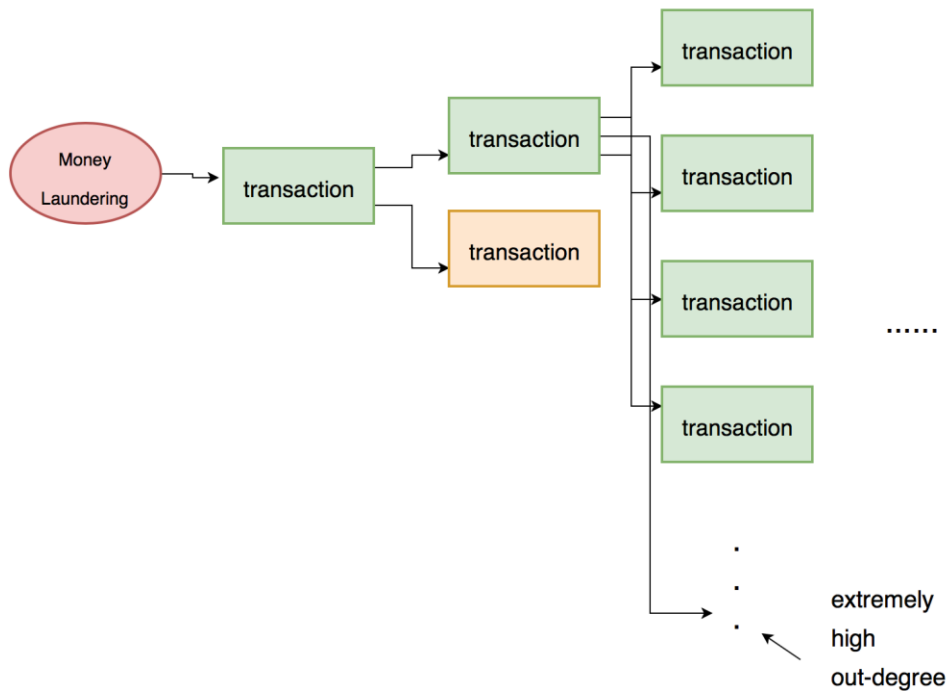 Money
Laundering
transaction
transaction
transaction
transaction
transaction
transaction
transaction
......
.
.
.
extremely
high
out-degree